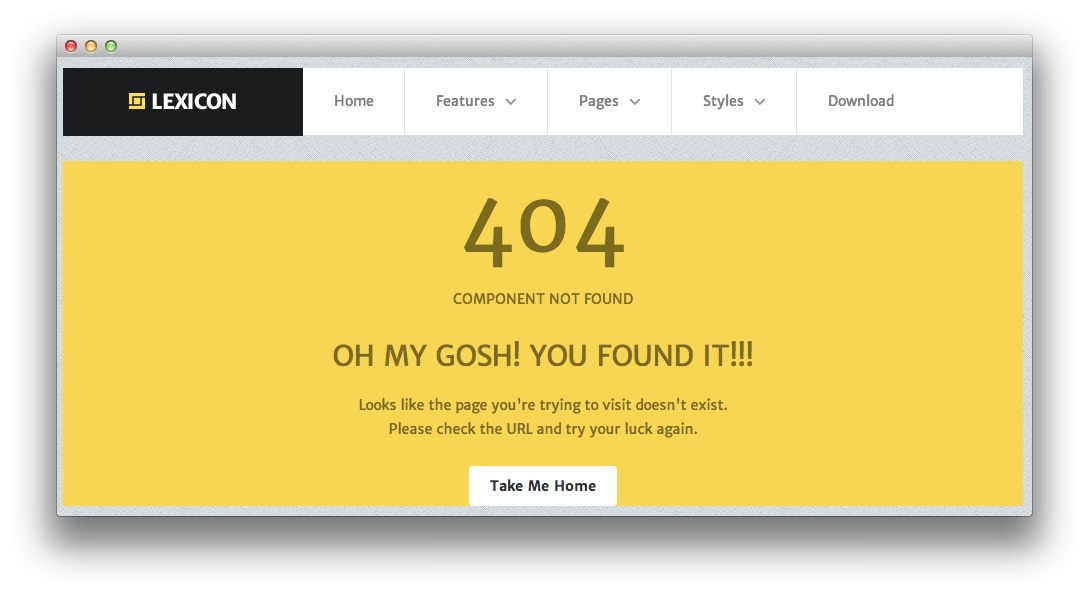 LEXICON
Home
Features
Pages
Styles
Download
404
COMPONENT NOT FOUND
OH MY GOSH! YOU FOUND IT!!!
Looks like the page you're trying to visit doesn't exist.
Please check the URL and try your luck again.
Take Me Home